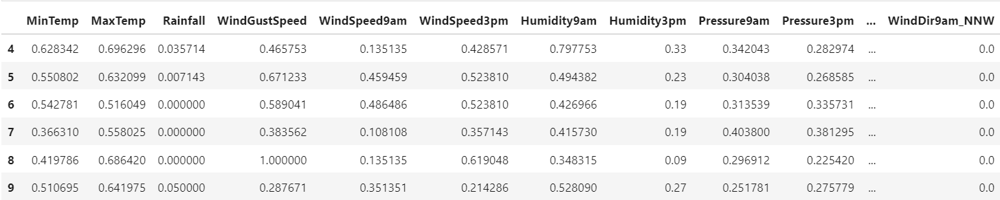 MinTemp MaxTemp Rainfall WindGustSpeed WindSpeed9am WindSpeed3pm Humidity9am Humidity3pm Pressure9am Pressure3pm ... WindDir9am_NNW
4 0.628342 0.696296 0.035714 0.465753 0.135135 0.428571 0.797753 0.33 0.342043 0.282974 ... 0.0
5 0.550802 0.632099 0.007143 0.671233 0.459459 0.523810 0.494382 0.23 0.304038 0.268585 ... 0.0
6 0.542781 0.516049 0.000000 0.589041 0.486486 0.523810 0.426966 0.19 0.313539 0.335731 ... 0.0
7 0.366310 0.558025 0.000000 0.383562 0.108108 0.357143 0.415730 0.19 0.403800 0.381295 ... 0.0
8 0.419786 0.686420 0.000000 1.000000 0.135135 0.619048 0.348315 0.09 0.296912 0.225420 ... 0.0
9 0.510695 0.641975 0.050000 0.287671 0.351351 0.214286 0.528090 0.27 0.251781 0.275779 ... 0.0